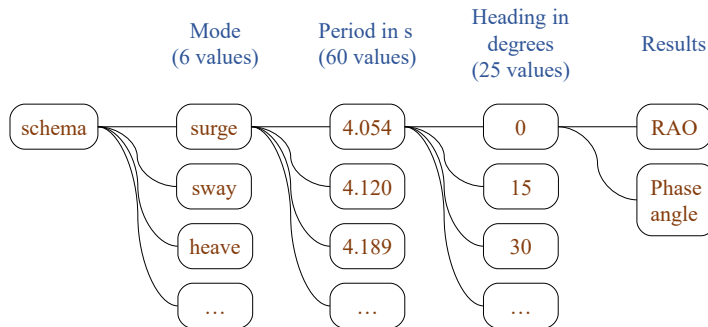 Mode
(6 values)
Period in s
(60 values)
Heading in
degrees
(25 values)
Results
schema
surge
4.054
0
RAO
sway
4.120
15
Phase
angle
heave
4.189
30
…
…
…